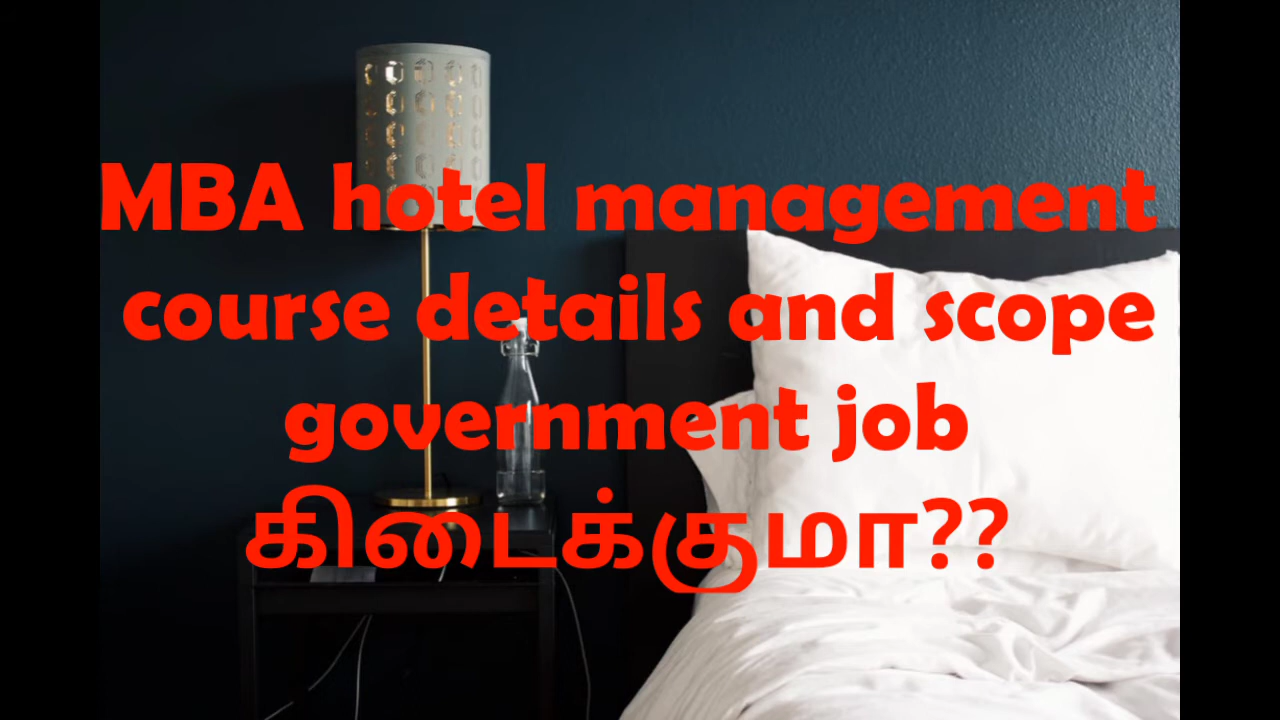 MBA hotel management
course details and scope
government job
கிடைக்குமா??